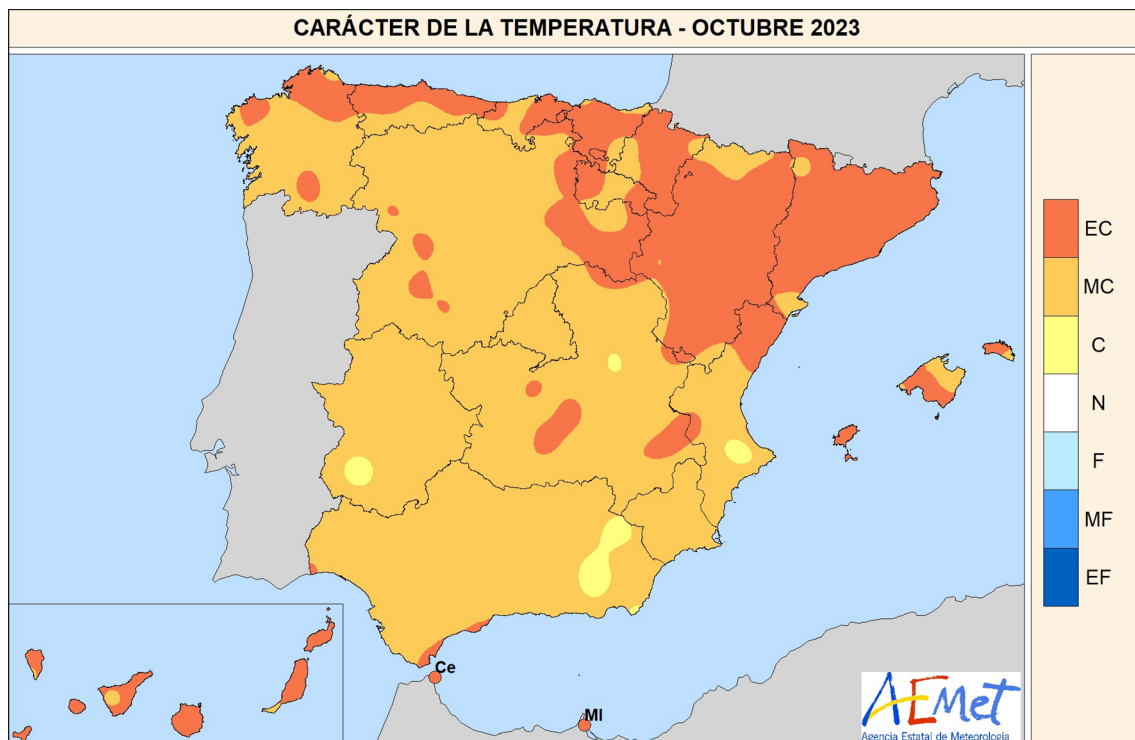 CARÁCTER DE LA TEMPERATURA - OCTUBRE 2023
EC
MC
C
N
F
MF
EF
Ce
Ml
AEMet
Agencia Estatal de Meteorología